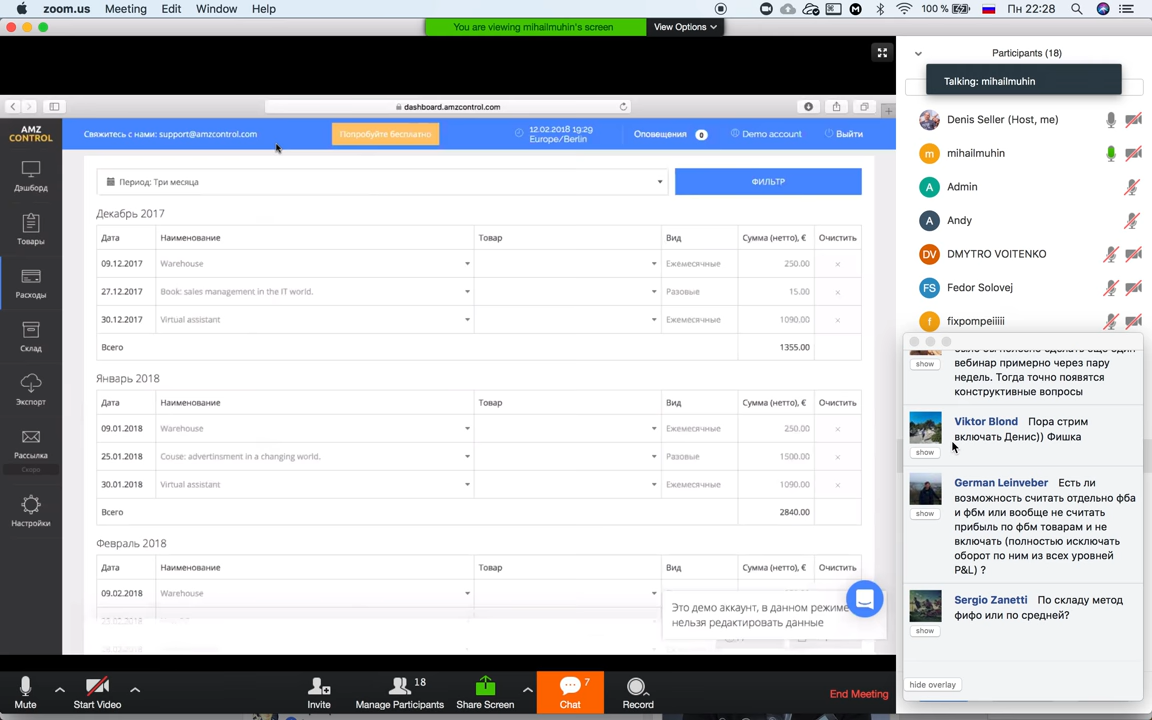 zoom.us Meeting Edit Window Help
100 % Пн 22:28
You are viewing mihailmuhin's screen View Options
Participants (18)
Talking: mihailmuhin
Denis Seller (Host, me)
m mihailmuhin
A Admin
A Andy
DV DMYTRO VOITENKO
FS Fedor Solovej
f fixpompeiiiii
dashboard.amzcontrol.com
AMZ
CONTROL
Свяжитесь с нами: support@amzcontrol.com
Попробуйте бесплатно
12.02.2018 19:29
Europe/Berlin
Оповещения 0
Demo account
Выйти
Дэшборд
Товары
Расходы
Склад
Экспорт
Рассылка
Скоро
Настройки
Период: Три месяца
ФИЛЬТР
Декабрь 2017
Дата Наименование Товар Вид Сумма (нетто), € Очистить
09.12.2017 Warehouse Ежемесячные 250.00 ×
27.12.2017 Book: sales management in the IT world. Разовые 15.00 ×
30.12.2017 Virtual assistant Ежемесячные 1090.00 ×
Всего 1355.00
Январь 2018
Дата Наименование Товар Вид Сумма (нетто), € Очистить
09.01.2018 Warehouse Ежемесячные 250.00 ×
25.01.2018 Couse: advertinsment in a changing world. Разовые 1500.00 ×
30.01.2018 Virtual assistant Ежемесячные 1090.00 ×
Всего 2840.00
Февраль 2018
Дата Наименование Товар Вид Сумма (нетто), € Очистить
09.02.2018 Warehouse
Это демо аккаунт, в данном режиме
нельзя редактировать данные
show
вебинар примерно через пару
недель. Тогда точно появятся
конструктивные вопросы
Viktor Blond Пора стрим
включать Денис)) Фишка
show
German Leinveber Есть ли
возможность считать отдельно фба
и фбм или вообще не считать
прибыль по фбм товарам и не
включать (полностью исключать
оборот по ним из всех уровней
P&L) ?
show
Sergio Zanetti По складу метод
фифо или по средней?
show
hide overlay
Mute
Start Video
Invite
18
Manage Participants
Share Screen
7
Chat
Record
End Meeting